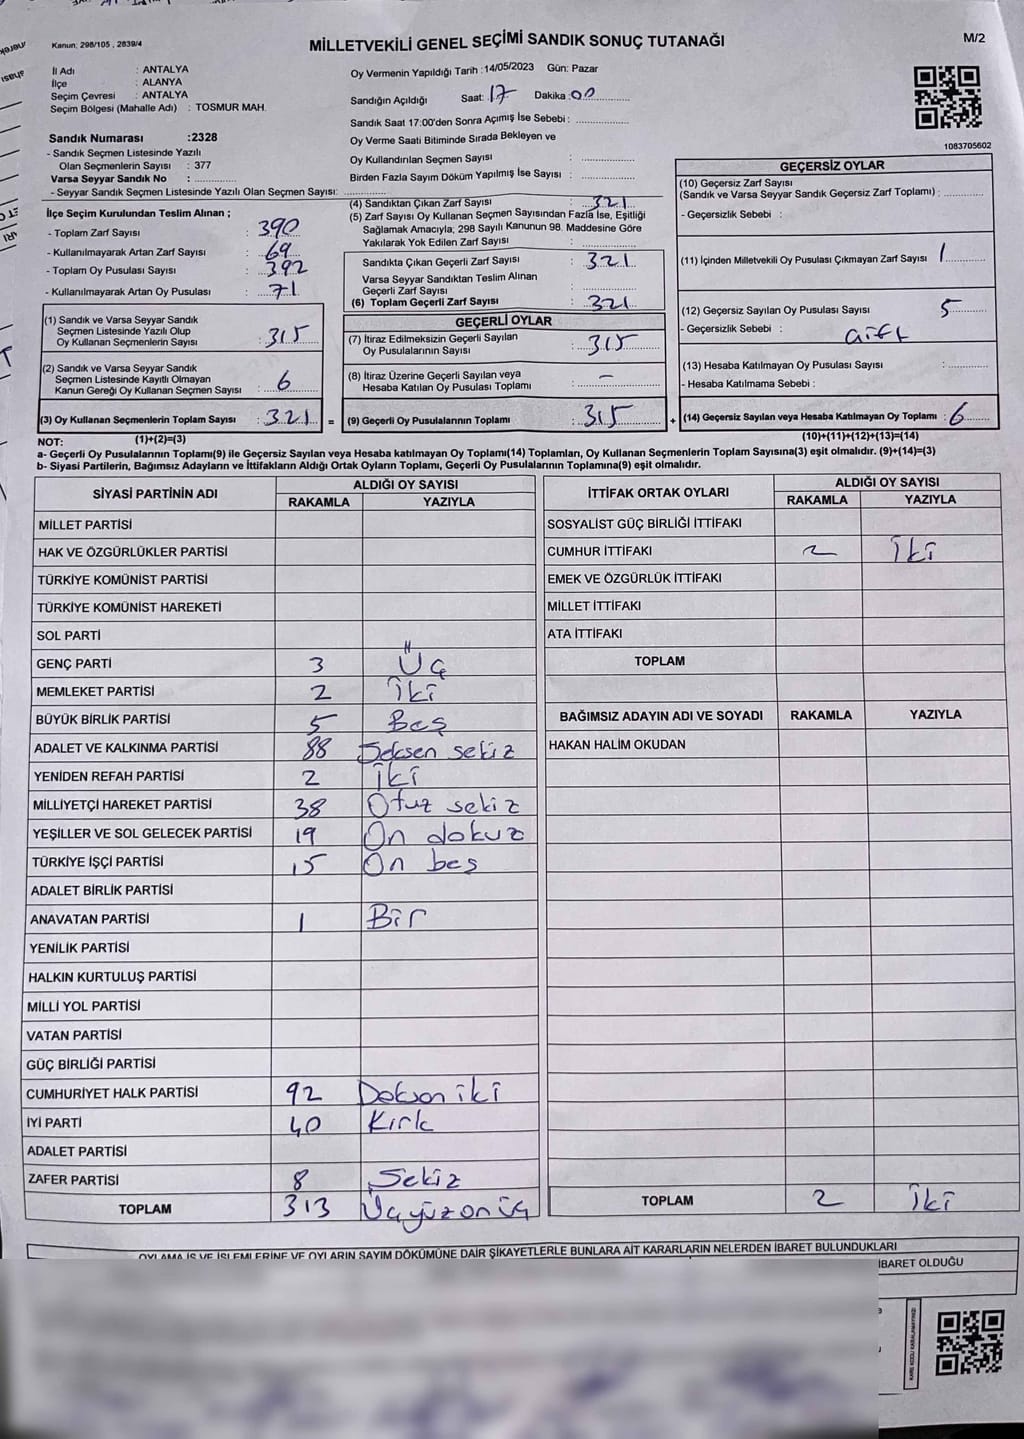 Kanun: 298/105 , 2839/4
MİLLETVEKİLİ GENEL SEÇİMİ SANDIK SONUÇ TUTANAĞI
M/2
İl Adı : ANTALYA
İlçe : ALANYA
Seçim Çevresi : ANTALYA
Seçim Bölgesi (Mahalle Adı) : TOSMUR MAH.
Oy Vermenin Yapıldığı Tarih :14/05/2023 Gün: Pazar
Sandığın Açıldığı Saat: 17 Dakika :00
Sandık Saat 17:00'den Sonra Açımış İse Sebebi :
Oy Verme Saati Bitiminde Sırada Bekleyen ve
Oy Kullandırılan Seçmen Sayısı :
Birden Fazla Sayım Döküm Yapılmış İse Sayısı :
1083705602
Sandık Numarası :2328
- Sandık Seçmen Listesinde Yazılı
Olan Seçmenlerin Sayısı : 377
Varsa Seyyar Sandık No :
- Seyyar Sandık Seçmen Listesinde Yazılı Olan Seçmen Sayısı:
İlçe Seçim Kurulundan Teslim Alınan ;
- Toplam Zarf Sayısı : 390
- Kullanılmayarak Artan Zarf Sayısı : 69
- Toplam Oy Pusulası Sayısı : 392
- Kullanılmayarak Artan Oy Pusulası : 71
(1) Sandık ve Varsa Seyyar Sandık
Seçmen Listesinde Yazılı Olup
Oy Kullanan Seçmenlerin Sayısı : 315
(2) Sandık ve Varsa Seyyar Sandık
Seçmen Listesinde Kayıtlı Olmayan
Kanun Gereği Oy Kullanan Seçmen Sayısı : 6
(3) Oy Kullanan Seçmenlerin Toplam Sayısı : 321 =
(1)+(2)=(3)
(4) Sandıktan Çıkan Zarf Sayısı : 321
(5) Zarf Sayısı Oy Kullanan Seçmen Sayısından Fazla İse, Eşitliği
Sağlamak Amacıyla; 298 Sayılı Kanunun 98. Maddesine Göre
Yakılarak Yok Edilen Zarf Sayısı :
Sandıkta Çıkan Geçerli Zarf Sayısı : 321
Varsa Seyyar Sandıktan Teslim Alınan
Geçerli Zarf Sayısı :
(6) Toplam Geçerli Zarf Sayısı : 321
GEÇERLİ OYLAR
(7) İtiraz Edilmeksizin Geçerli Sayılan
Oy Pusulalarının Sayısı : 315
(8) İtiraz Üzerine Geçerli Sayılan veya
Hesaba Katılan Oy Pusulası Toplamı : -
(9) Geçerli Oy Pusulalarının Toplamı : 315 +
GEÇERSİZ OYLAR
(10) Geçersiz Zarf Sayısı
(Sandık ve Varsa Seyyar Sandık Geçersiz Zarf Toplamı) :
- Geçersizlik Sebebi :
(11) İçinden Milletvekili Oy Pusulası Çıkmayan Zarf Sayısı 1
(12) Geçersiz Sayılan Oy Pusulası Sayısı 5
- Geçersizlik Sebebi : Çift
(13) Hesaba Katılmayan Oy Pusulası Sayısı :
- Hesaba Katılmama Sebebi :
(14) Geçersiz Sayılan veya Hesaba Katılmayan Oy Toplamı : 6
(10)+(11)+(12)+(13)=(14)
NOT:
a- Geçerli Oy Pusulalarının Toplamı(9) ile Geçersiz Sayılan veya Hesaba katılmayan Oy Toplamı(14) Toplamları, Oy Kullanan Seçmenlerin Toplam Sayısına(3) eşit olmalıdır. (9)+(14)=(3)
b- Siyasi Partilerin, Bağımsız Adayların ve İttifakların Aldığı Ortak Oyların Toplamı, Geçerli Oy Pusulalarının Toplamına(9) eşit olmalıdır.
SİYASİ PARTİNİN ADI ALDIĞI OY SAYISI
RAKAMLA YAZIYLA
MİLLET PARTİSİ
HAK VE ÖZGÜRLÜKLER PARTİSİ
TÜRKİYE KOMÜNİST PARTİSİ
TÜRKİYE KOMÜNİST HAREKETİ
SOL PARTİ
GENÇ PARTİ 3 Üç
MEMLEKET PARTİSİ 2 İki
BÜYÜK BİRLİK PARTİSİ 5 Beş
ADALET VE KALKINMA PARTİSİ 88 Seksen sekiz
YENİDEN REFAH PARTİSİ 2 İki
MİLLİYETÇİ HAREKET PARTİSİ 38 Otuz sekiz
YEŞİLLER VE SOL GELECEK PARTİSİ 19 On dokuz
TÜRKİYE İŞÇİ PARTİSİ 15 On beş
ADALET BİRLİK PARTİSİ
ANAVATAN PARTİSİ 1 Bir
YENİLİK PARTİSİ
HALKIN KURTULUŞ PARTİSİ
MİLLİ YOL PARTİSİ
VATAN PARTİSİ
GÜÇ BİRLİĞİ PARTİSİ
CUMHURİYET HALK PARTİSİ 92 Doksan iki
İYİ PARTİ 40 Kırk
ADALET PARTİSİ
ZAFER PARTİSİ 8 Sekiz
TOPLAM 313 Üçyüzonüç
İTTİFAK ORTAK OYLARI ALDIĞI OY SAYISI
RAKAMLA YAZIYLA
SOSYALİST GÜÇ BİRLİĞİ İTTİFAKI
CUMHUR İTTİFAKI 2 İki
EMEK VE ÖZGÜRLÜK İTTİFAKI
MİLLET İTTİFAKI
ATA İTTİFAKI
TOPLAM
BAĞIMSIZ ADAYIN ADI VE SOYADI RAKAMLA YAZIYLA
HAKAN HALİM OKUDAN
TOPLAM 2 İki
OYLAMA İŞ VE İŞLEMLERİNE VE OYLARIN SAYIM DÖKÜMÜNE DAİR ŞİKAYETLERLE BUNLARA AİT KARARLARIN NELERDEN İBARET BULUNDUKLARI
İBARET OLDUĞU